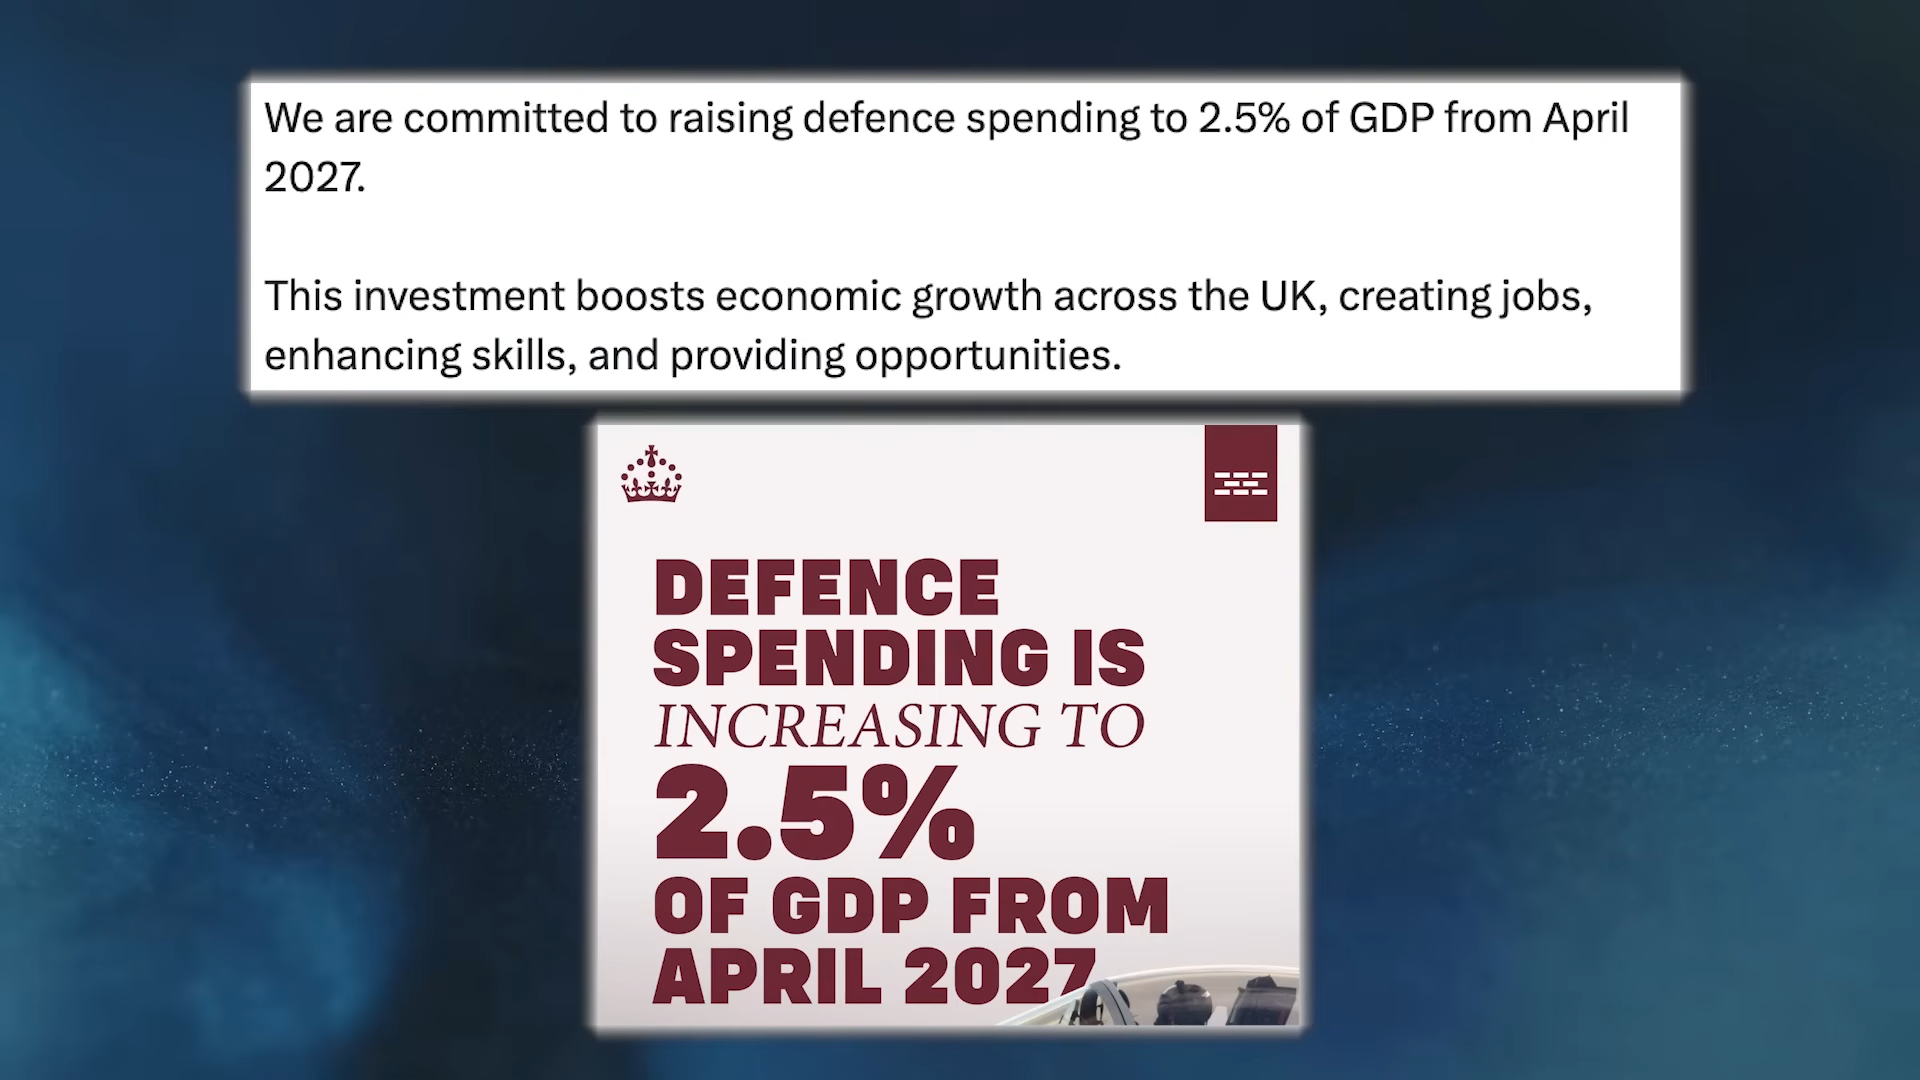 We are committed to raising defence spending to 2.5% of GDP from April
2027.
This investment boosts economic growth across the UK, creating jobs,
enhancing skills, and providing opportunities.
DEFENCE
SPENDING IS
INCREASING TO
2.5%
OF GDP FROM
APRIL 2027